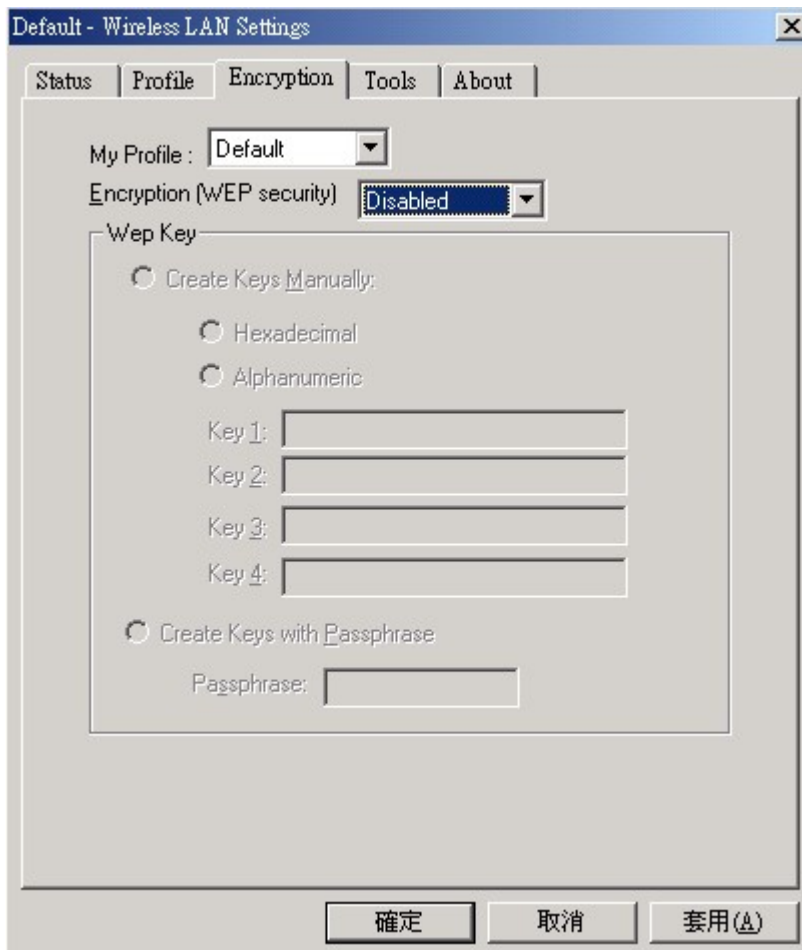 Default - Wireless LAN Settings
Status Profile Encryption Tools About
My Profile : Default
Encryption (WEP security) Disabled
Wep Key
Create Keys Manually:
Hexadecimal
Alphanumeric
Key 1:
Key 2:
Key 3:
Key 4:
Create Keys with Passphrase
Passphrase:
確定 取消 套用(A)